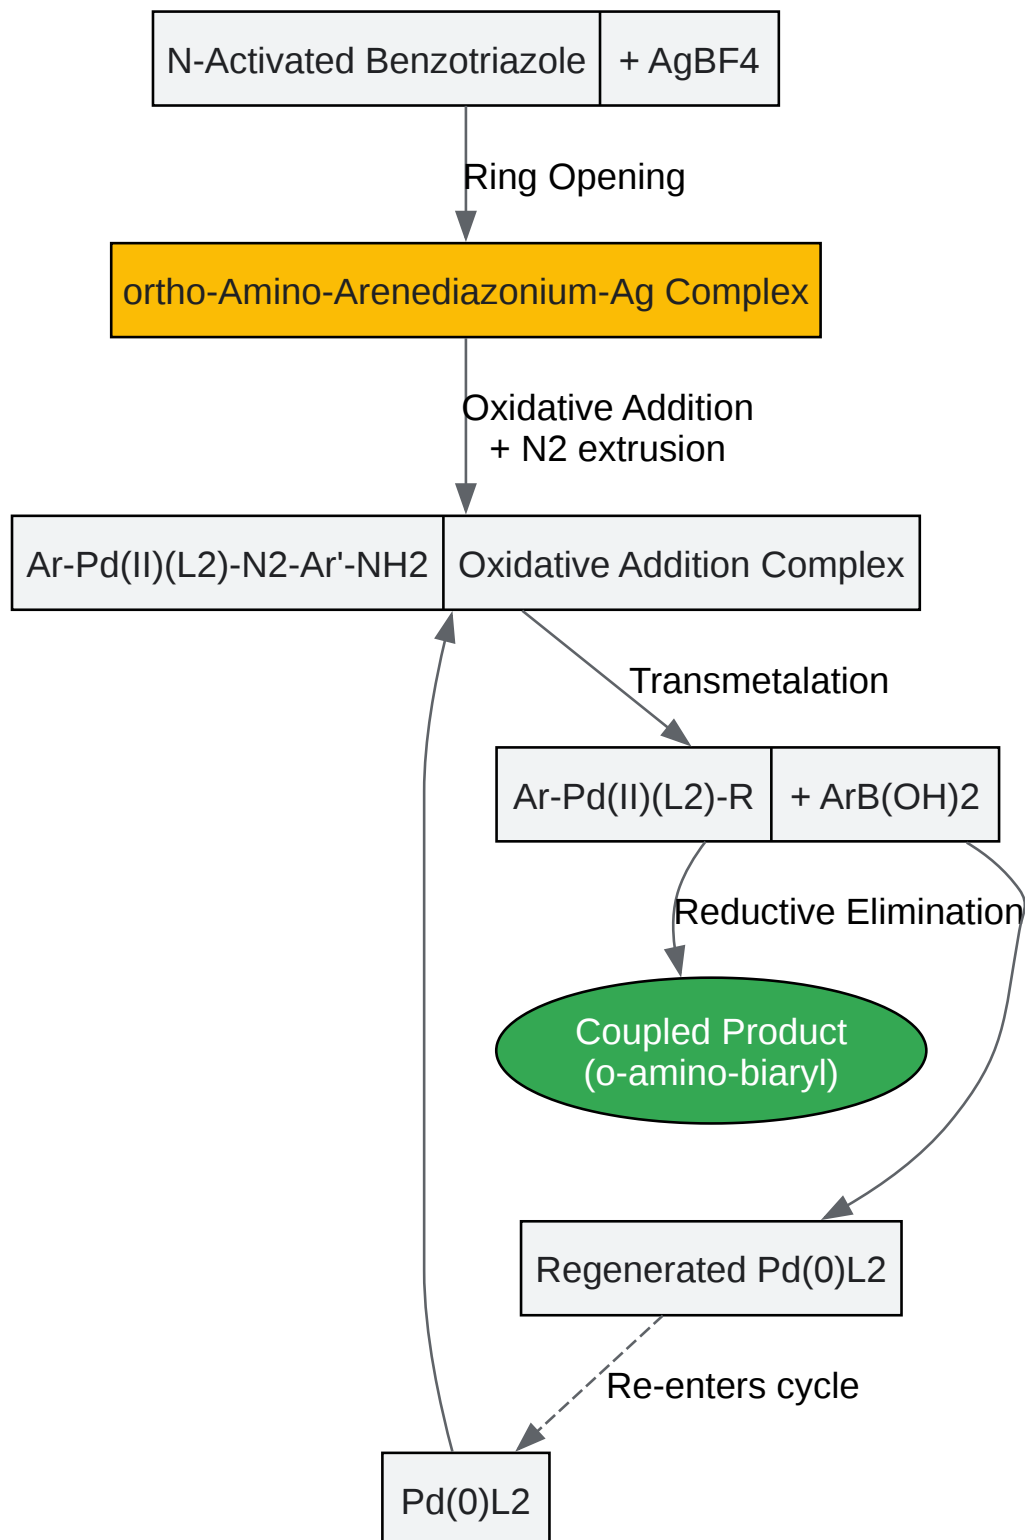 N-Activated Benzotriazole
+ AgBF4
Ring Opening
ortho-Amino-Arenediazonium-Ag Complex
Oxidative Addition
+ N2 extrusion
Ar-Pd(II)(L2)-N2-Ar'-NH2
Oxidative Addition Complex
Transmetalation
Ar-Pd(II)(L2)-R
+ ArB(OH)2
Reductive Elimination
Coupled Product
(o-amino-biaryl)
Regenerated Pd(0)L2
Re-enters cycle
Pd(0)L2